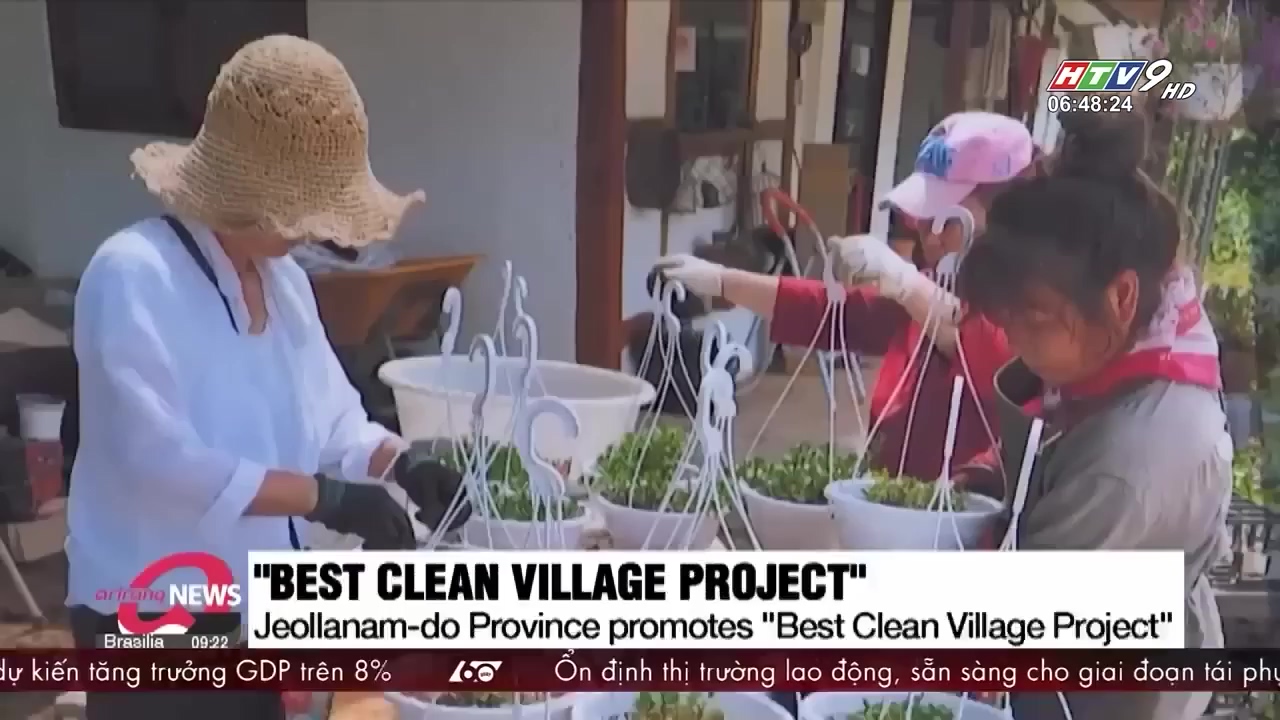 HTV9 HD
06:48:24
arirang NEWS
"BEST CLEAN VILLAGE PROJECT"
Jeollanam-do Province promotes "Best Clean Village Project"
Brasilia 09:22
dự kiến tăng trưởng GDP trên 8% 60 giây Ổn định thị trường lao động, sẵn sàng cho giai đoạn tái